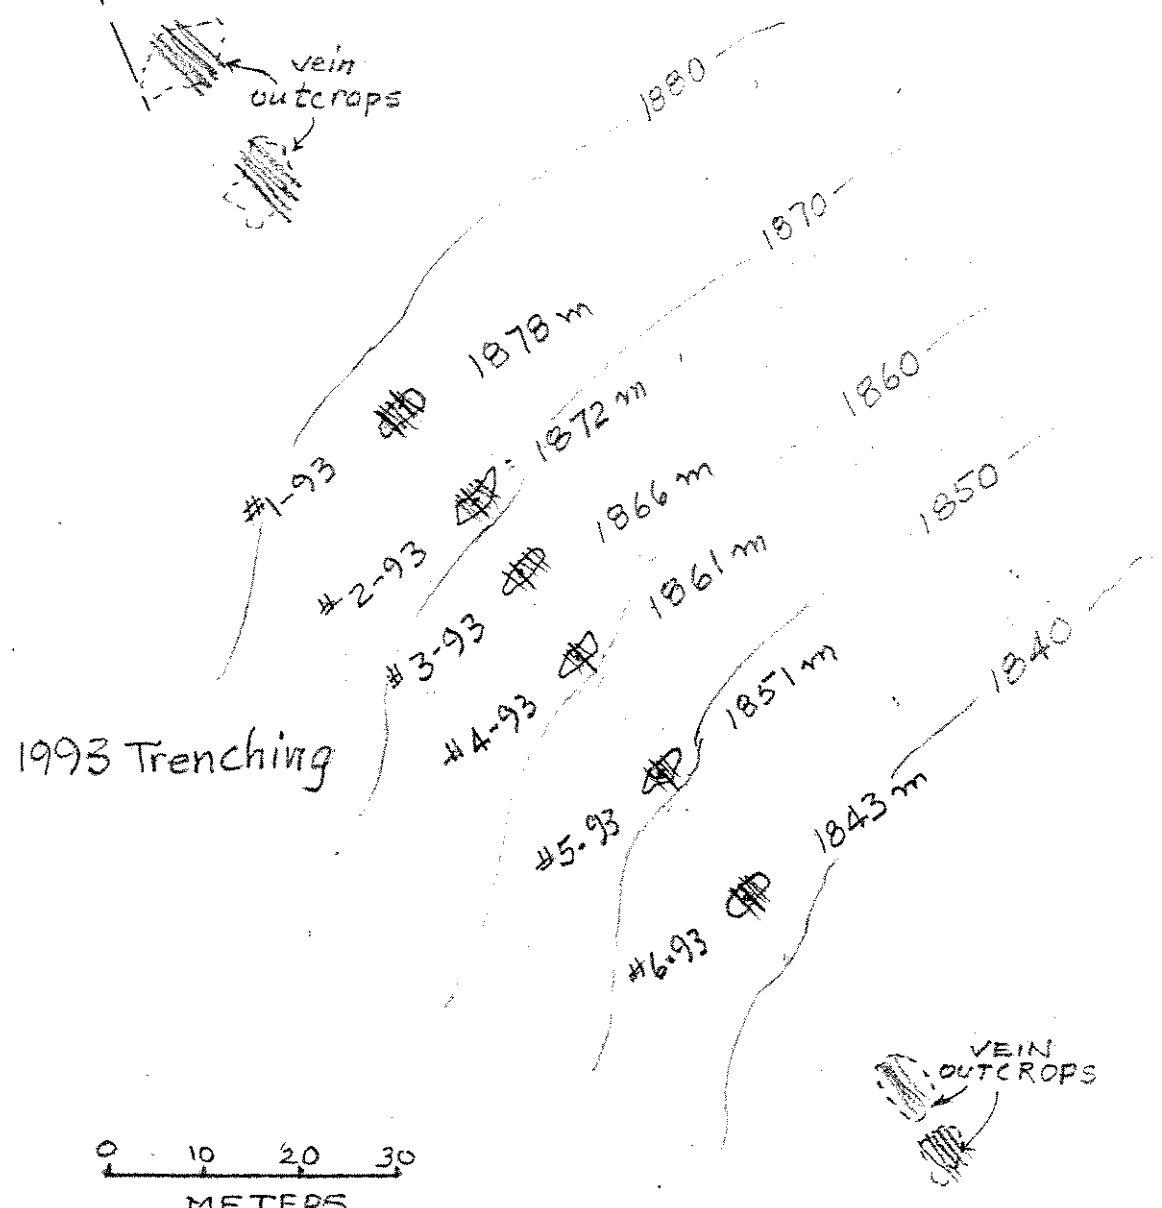 vein
outcrops
1880
1870
1878 m
1872 m
1860
#1-93
1866 m
1850
#2-93
1861 m
#3-93
1851 m
1840
#4-93
1993 Trenching
#5-93
1843 m
#6-93
VEIN
OUTCROPS
0 10 20 30
METERS